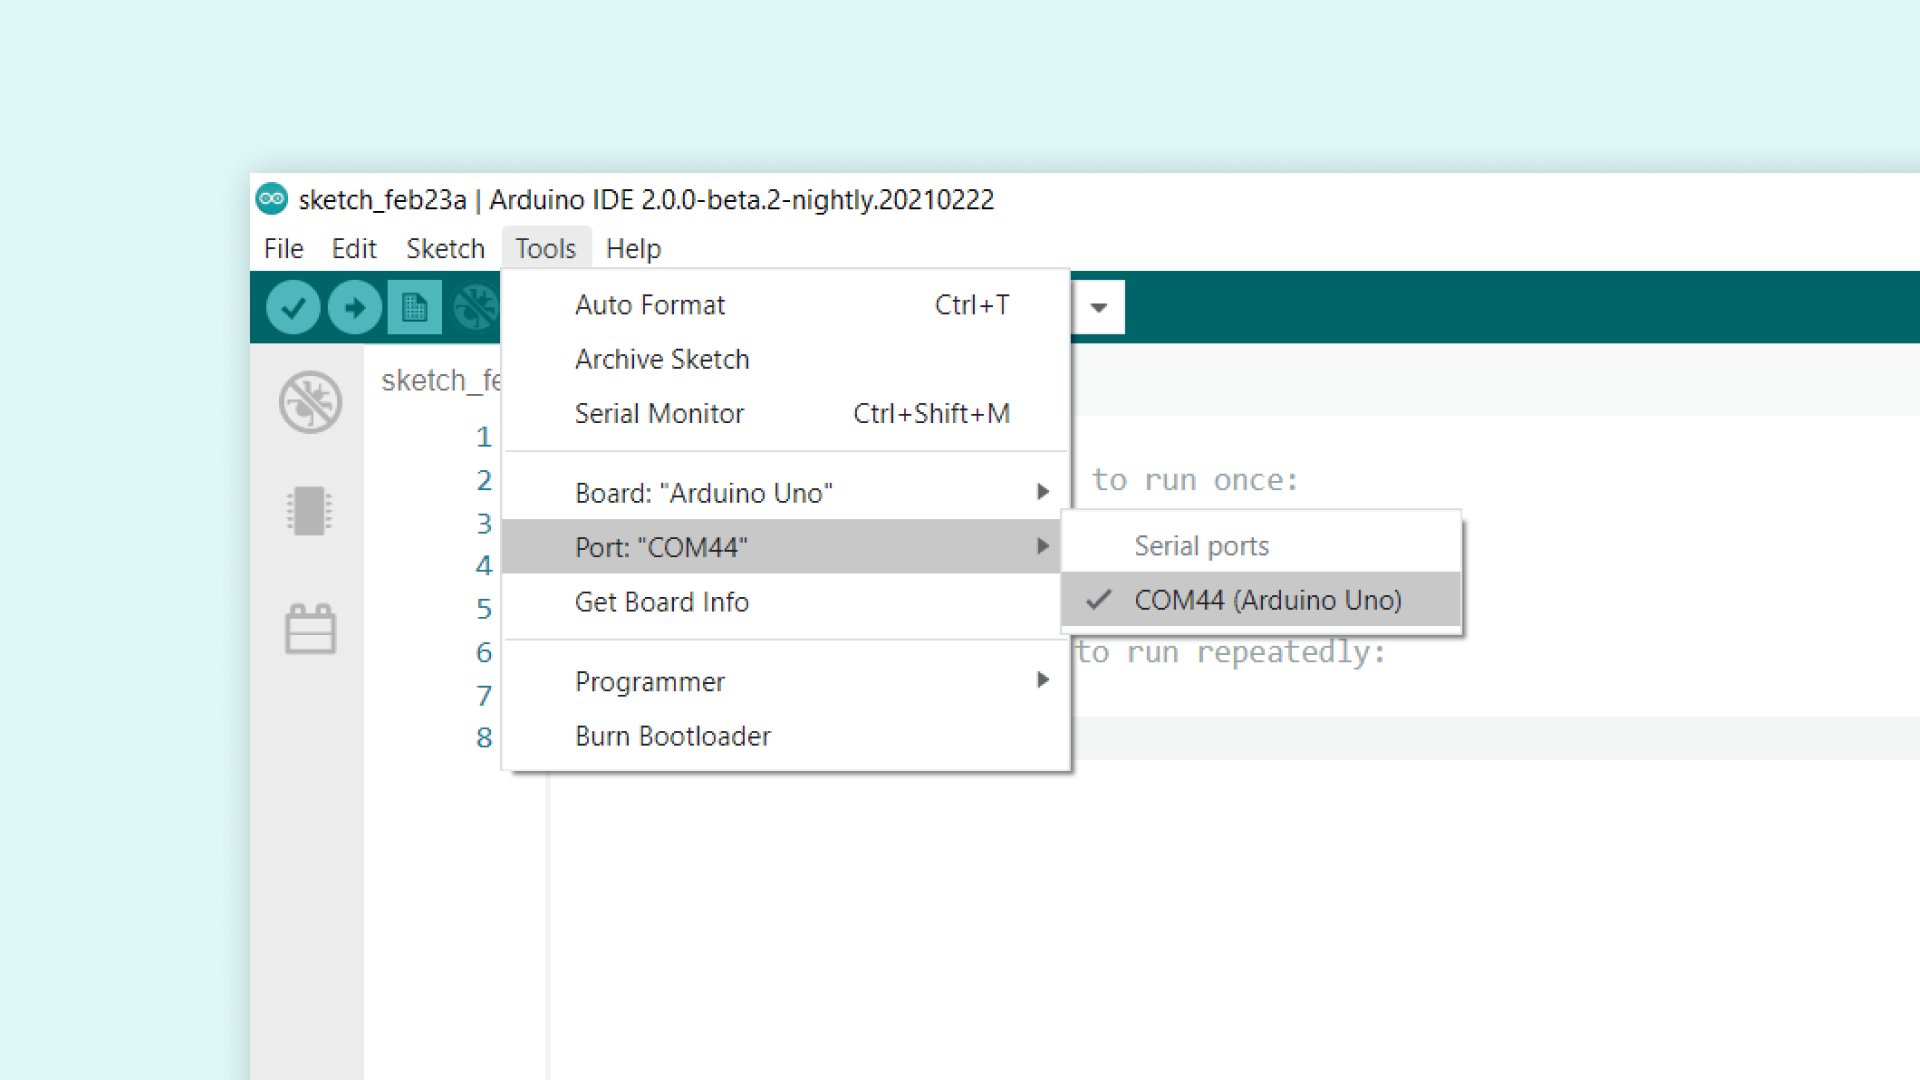 sketch_feb23a | Arduino IDE 2.0.0-beta.2-nightly.20210222
File Edit Sketch Tools Help
Auto Format Ctrl+T
Archive Sketch
sketch_fe
Serial Monitor Ctrl+Shift+M
1
2 to run once:
Board: "Arduino Uno"
3
Port: "COM44"
Serial ports
4
Get Board Info
COM44 (Arduino Uno)
5
6 to run repeatedly:
Programmer
7
Burn Bootloader
8